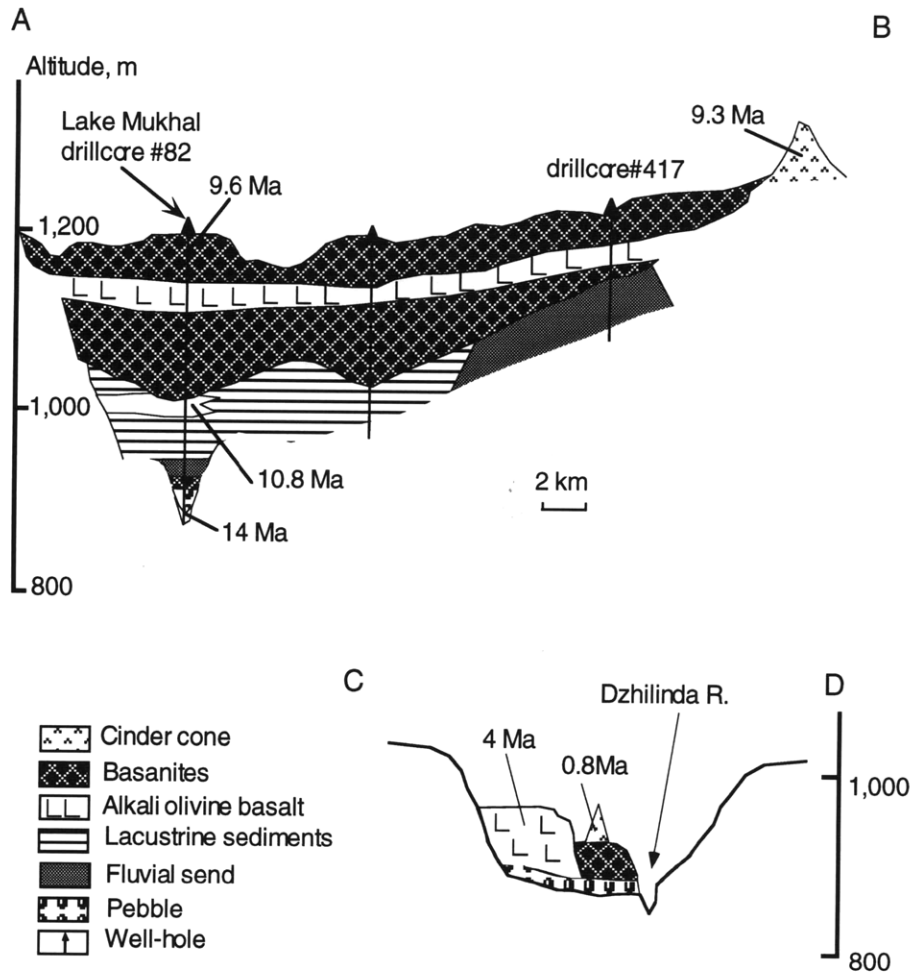 A
B
Altitude, m
Lake Mukhal
drillcore #82
9.6 Ma
9.3 Ma
drillcore#417
1,200
1,000
10.8 Ma
2 km
14 Ma
800
C
D
Dzhilinda R.
4 Ma
0.8Ma
1,000
800
Cinder cone
Basanites
Alkali olivine basalt
Lacustrine sediments
Fluvial send
Pebble
Well-hole